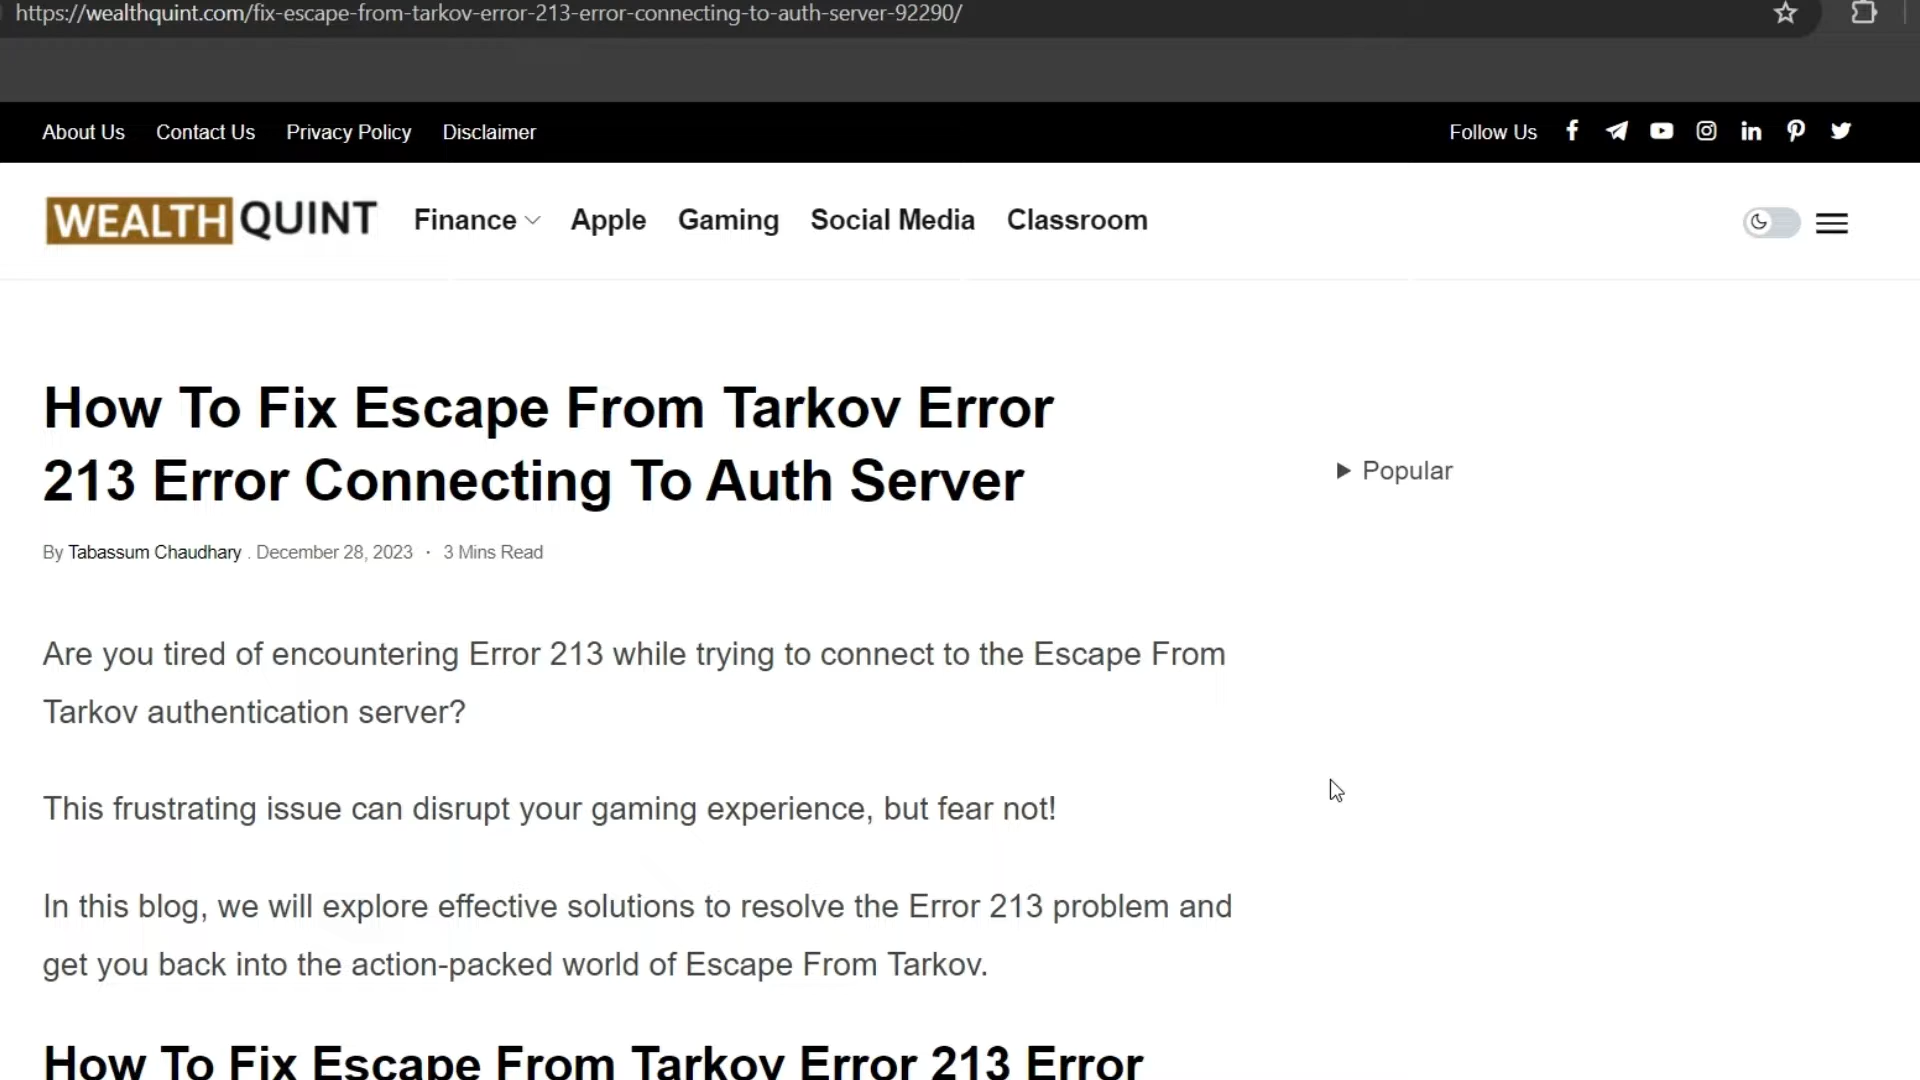 https://wealthquint.com/fix-escape-from-tarkov-error-213-error-connecting-to-auth-server-92290/
About Us Contact Us Privacy Policy Disclaimer Follow Us
WEALTH QUINT Finance Apple Gaming Social Media Classroom
How To Fix Escape From Tarkov Error
213 Error Connecting To Auth Server
Popular
By Tabassum Chaudhary . December 28, 2023 · 3 Mins Read
Are you tired of encountering Error 213 while trying to connect to the Escape From
Tarkov authentication server?
This frustrating issue can disrupt your gaming experience, but fear not!
In this blog, we will explore effective solutions to resolve the Error 213 problem and
get you back into the action-packed world of Escape From Tarkov.
How To Fix Escape From Tarkov Error 213 Error